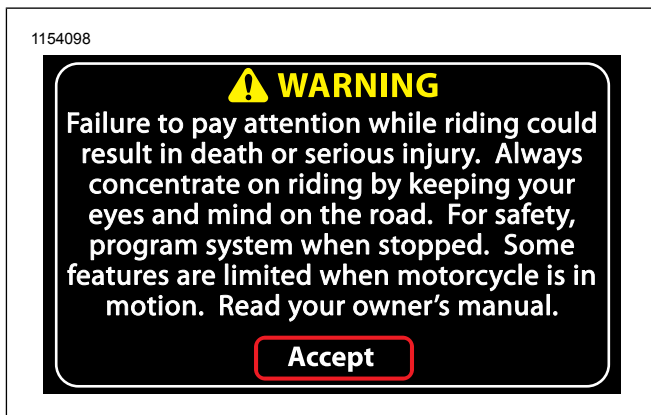 1154098
WARNING
Failure to pay attention while riding could
result in death or serious injury.  Always
concentrate on riding by keeping your
eyes and mind on the road.  For safety,
program system when stopped.  Some
features are limited when motorcycle is in
motion.  Read your owner's manual.
Accept